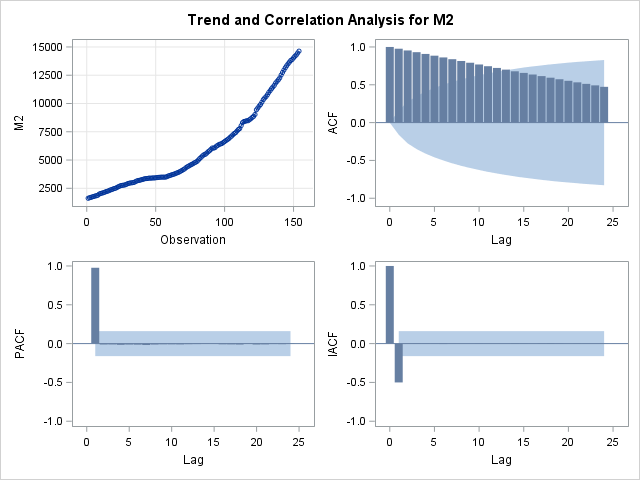 Trend and Correlation Analysis for M2
15000
12500
10000
7500
5000
2500
M2
0 50 100 150
Observation
1.0
0.5
0.0
-0.5
-1.0
ACF
0 5 10 15 20 25
Lag
1.0
0.5
0.0
-0.5
-1.0
PACF
0 5 10 15 20 25
Lag
1.0
0.5
0.0
-0.5
-1.0
IACF
0 5 10 15 20 25
Lag